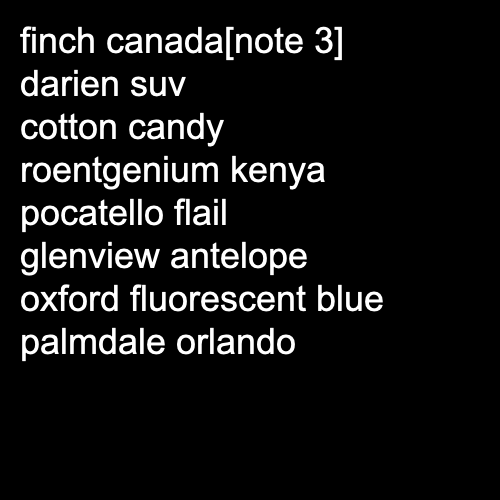 finch canada[note 3]
darien suv
cotton candy
roentgenium kenya
pocatello flail
glenview antelope
oxford fluorescent blue
palmdale orlando